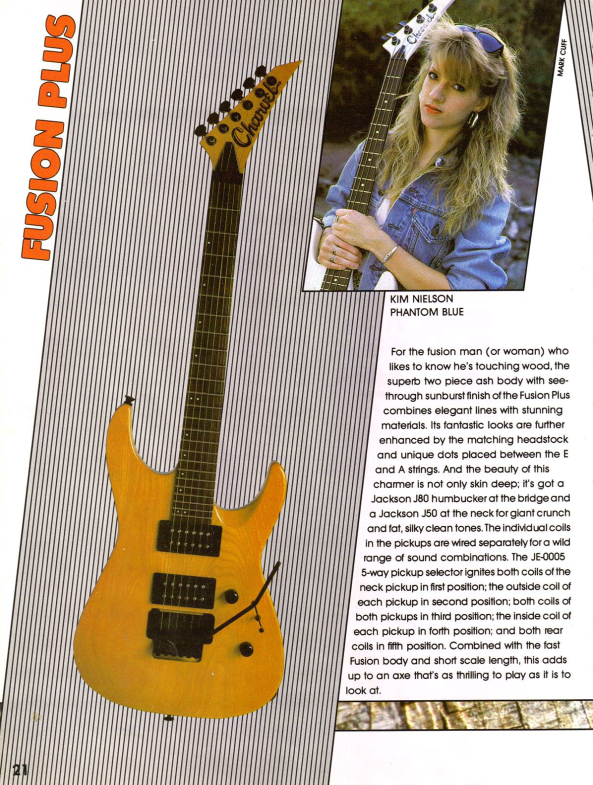 FUSION PLUS
Charvel
Charvel
MARK CUFF
KIM NIELSON
PHANTOM BLUE
For the fusion man (or woman) who
likes to know he's touching wood, the
superb two piece ash body with see-
through sunburst finish of the Fusion Plus
combines elegant lines with stunning
materials. Its fantastic looks are further
enhanced by the matching headstock
and unique dots placed between the E
and A strings. And the beauty of this
charmer is not only skin deep; it's got a
Jackson J80 humbucker at the bridge and
a Jackson J50 at the neck for giant crunch
and fat, silky clean tones. The individual coils
in the pickups are wired separately for a wild
range of sound combinations. The JE-0005
5-way pickup selector ignites both coils of the
neck pickup in first position; the outside coil of
each pickup in second position; both coils of
both pickups in third position; the inside coil of
each pickup in forth position; and both rear
coils in fifth position. Combined with the fast
Fusion body and short scale length, this adds
up to an axe that's as thrilling to play as it is to
look at.
21